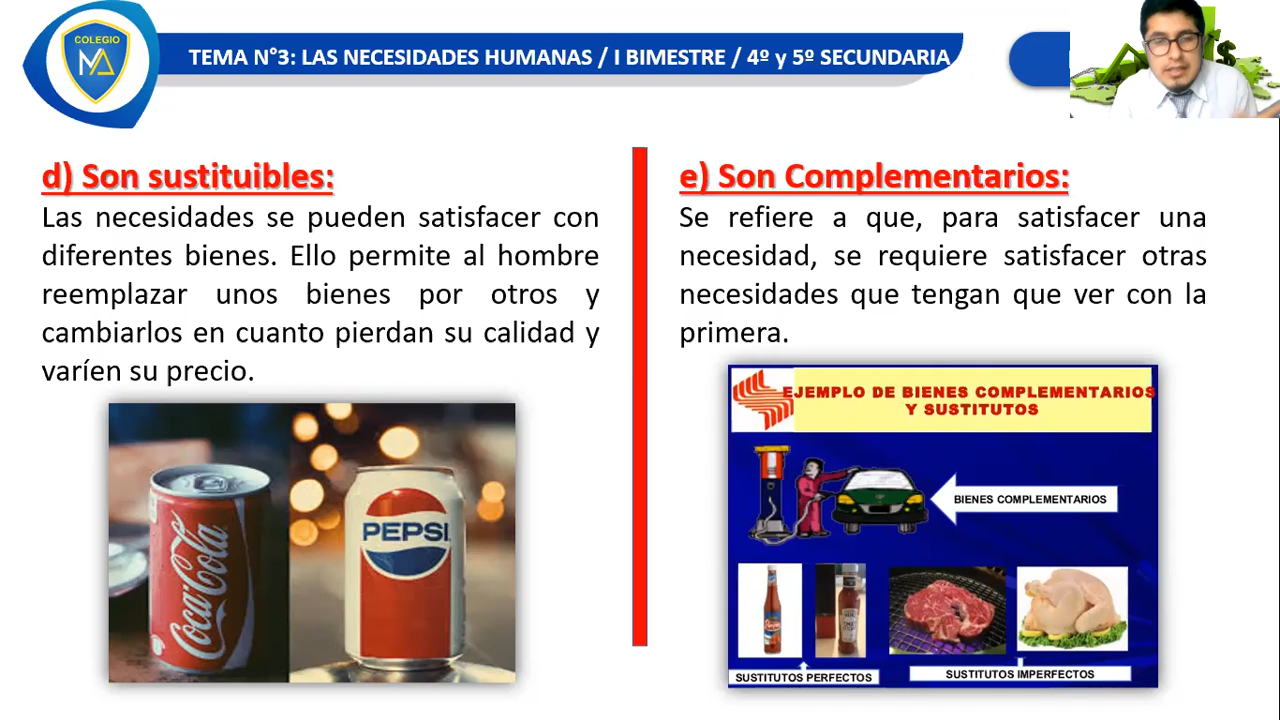 COLEGIO
MA
TEMA N°3: LAS NECESIDADES HUMANAS / I BIMESTRE / 4º y 5º SECUNDARIA
$
d) Son sustituibles:
Las necesidades se pueden satisfacer con
diferentes bienes. Ello permite al hombre
reemplazar unos bienes por otros y
cambiarlos en cuanto pierdan su calidad y
varíen su precio.
Coca-Cola
PEPSI
e) Son Complementarios:
Se refiere a que, para satisfacer una
necesidad, se requiere satisfacer otras
necesidades que tengan que ver con la
primera.
EJEMPLO DE BIENES COMPLEMENTARIOS
Y SUSTITUTOS
BIENES COMPLEMENTARIOS
SUSTITUTOS PERFECTOS
SUSTITUTOS IMPERFECTOS